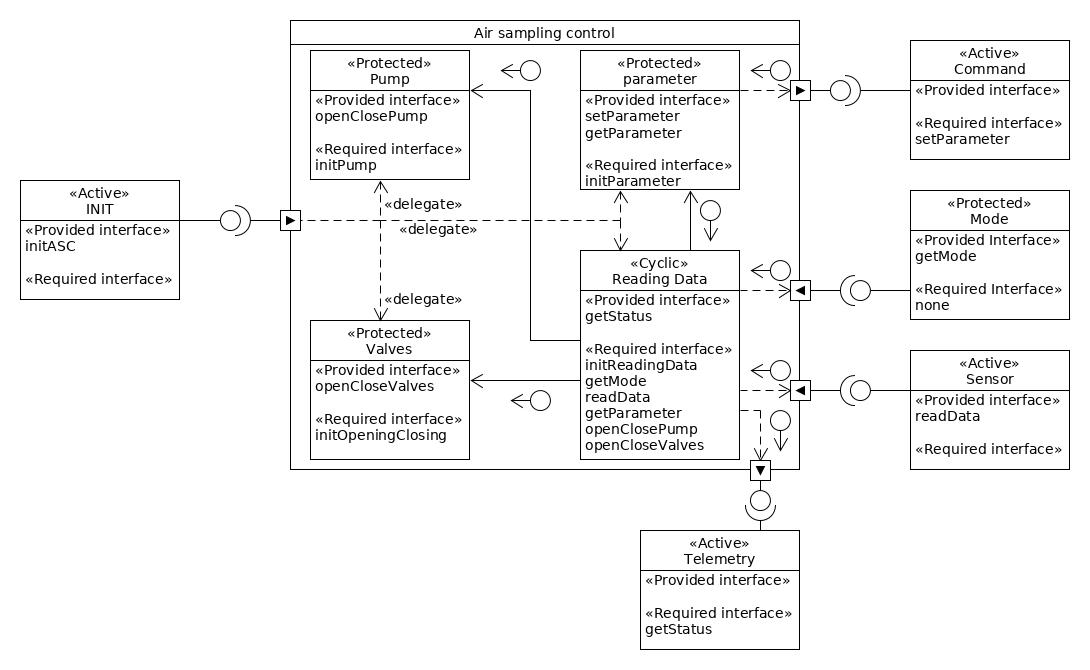 Air sampling control
«Protected»
Pump
«Provided interface»
openClosePump
«Required interface»
initPump
«Protected»
parameter
«Provided interface»
setParameter
getParameter
«Required interface»
initParameter
«Active»
Command
«Provided interface»
«Required interface»
setParameter
«Active»
INIT
«Provided interface»
initASC
«Required interface»
«delegate»
«delegate»
«delegate»
«Protected»
Mode
«Provided Interface»
getMode
«Required Interface»
none
«Cyclic»
Reading Data
«Provided interface»
getStatus
«Required interface»
initReadingData
getMode
readData
getParameter
openClosePump
openCloseValves
«Protected»
Valves
«Provided interface»
openCloseValves
«Required interface»
initOpeningClosing
«Active»
Sensor
«Provided interface»
readData
«Required interface»
«Active»
Telemetry
«Provided interface»
«Required interface»
getStatus